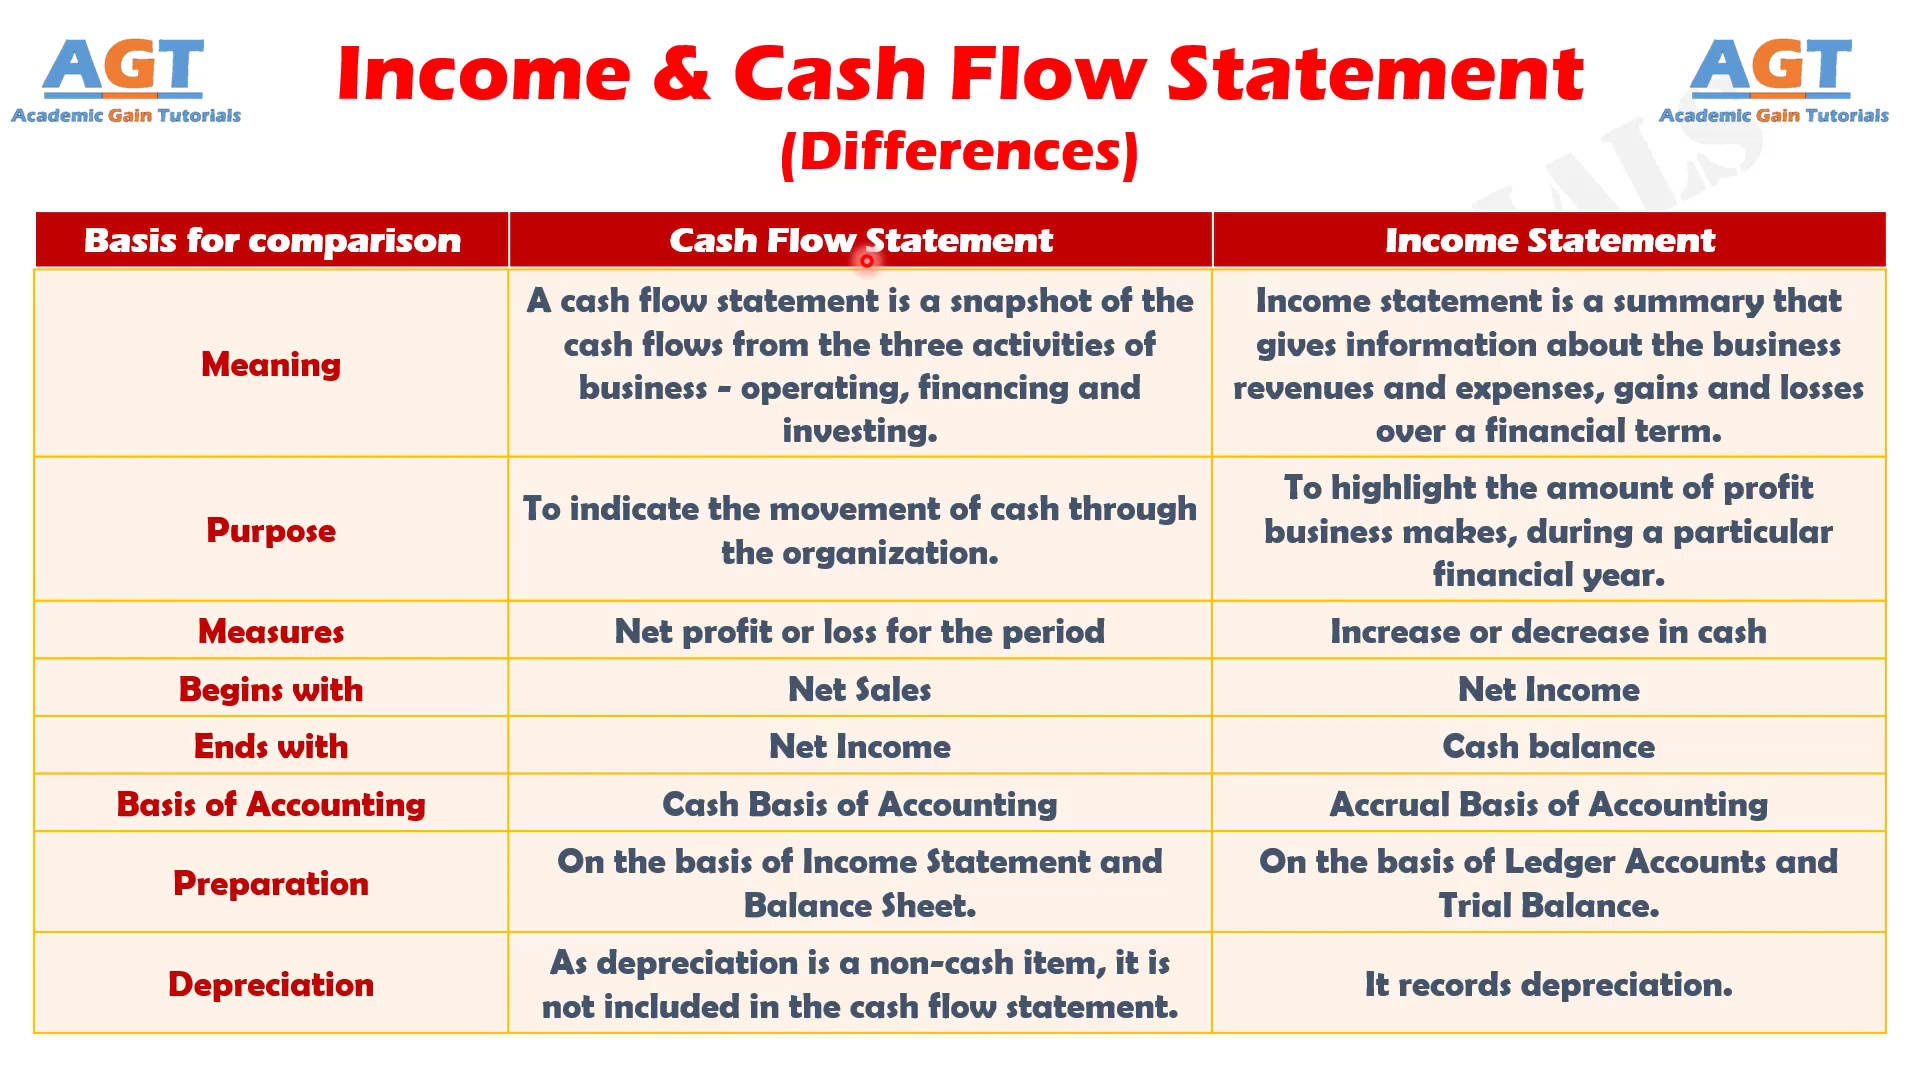 AGT
Academic Gain Tutorials
Income & Cash Flow Statement
(Differences)
AGT
Academic Gain Tutorials
Basis for comparison
Cash Flow Statement
Income Statement
Meaning
A cash flow statement is a snapshot of the
cash flows from the three activities of
business - operating, financing and
investing.
Income statement is a summary that
gives information about the business
revenues and expenses, gains and losses
over a financial term.
Purpose
To indicate the movement of cash through
the organization.
To highlight the amount of profit
business makes, during a particular
financial year.
Measures
Net profit or loss for the period
Increase or decrease in cash
Begins with
Net Sales
Net Income
Ends with
Net Income
Cash balance
Basis of Accounting
Cash Basis of Accounting
Accrual Basis of Accounting
Preparation
On the basis of Income Statement and
Balance Sheet.
On the basis of Ledger Accounts and
Trial Balance.
Depreciation
As depreciation is a non-cash item, it is
not included in the cash flow statement.
It records depreciation.